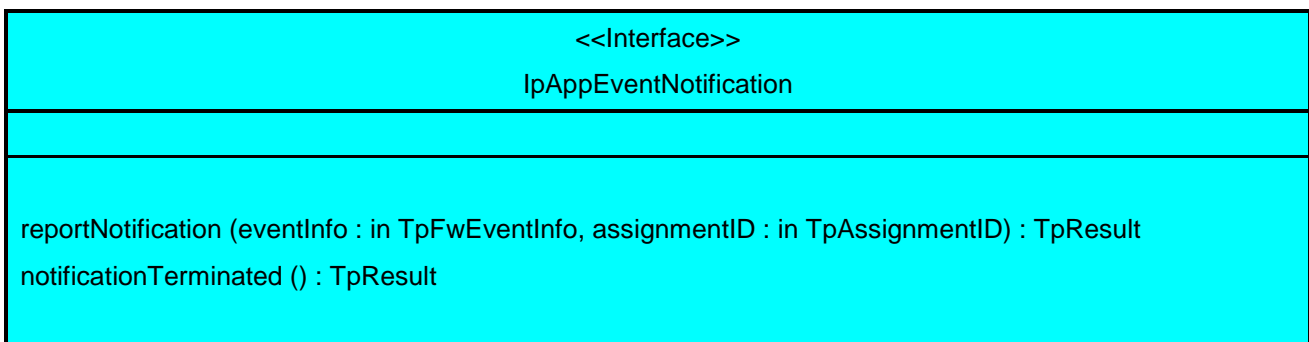 <<Interface>>
IpAppEventNotification
reportNotification (eventInfo : in TpFwEventInfo, assignmentID : in TpAssignmentID) : TpResult
notificationTerminated () : TpResult